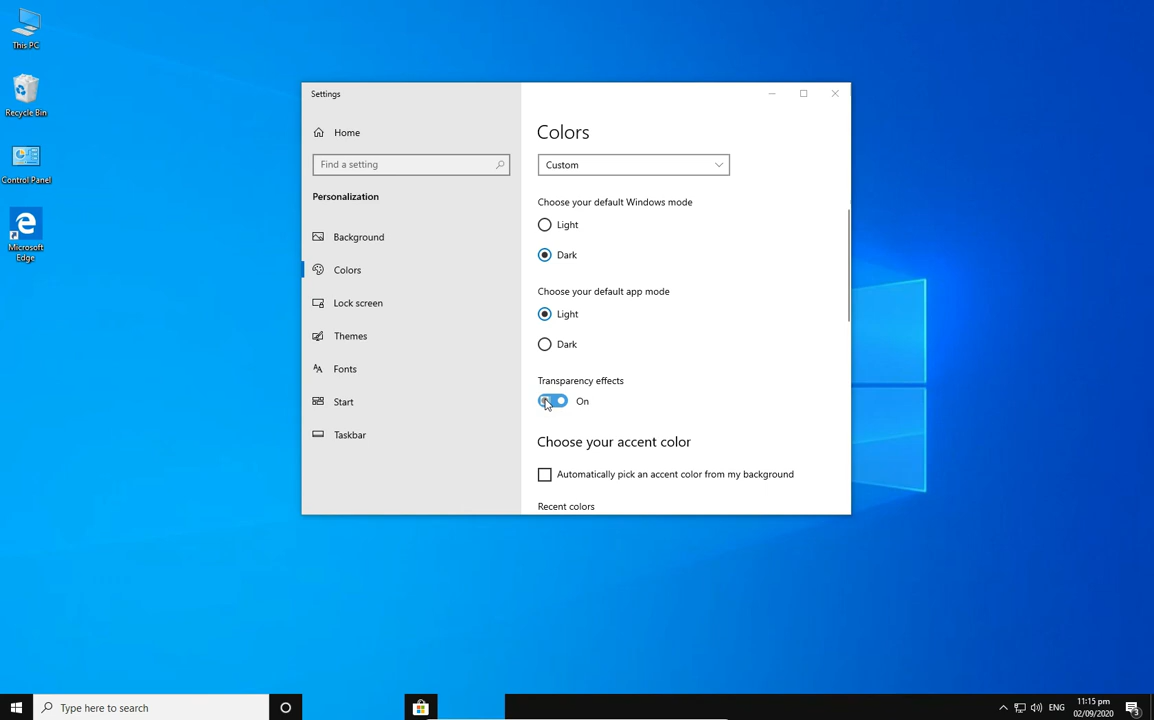 This PC
Recycle Bin
Control Panel
Microsoft
Edge
Settings
Home
Find a setting
Personalization
Background
Colors
Lock screen
Themes
Fonts
Start
Taskbar
Colors
Custom
Choose your default Windows mode
Light
Dark
Choose your default app mode
Light
Dark
Transparency effects
On
Choose your accent color
Automatically pick an accent color from my background
Recent colors
Type here to search
ENG
11:15 pm
02/09/2020
3